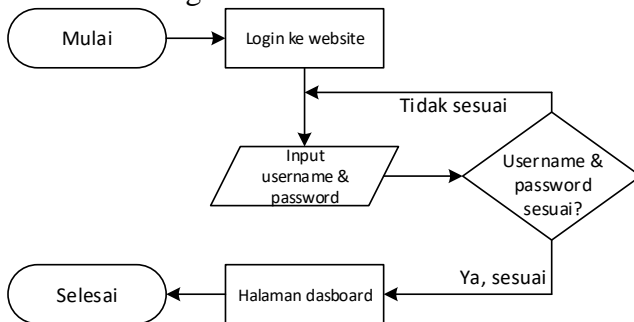 Mulai
Login ke website
Tidak sesuai
Input
username &
password
Username &
password
sesuai?
Ya, sesuai
Selesai
Halaman dasboard